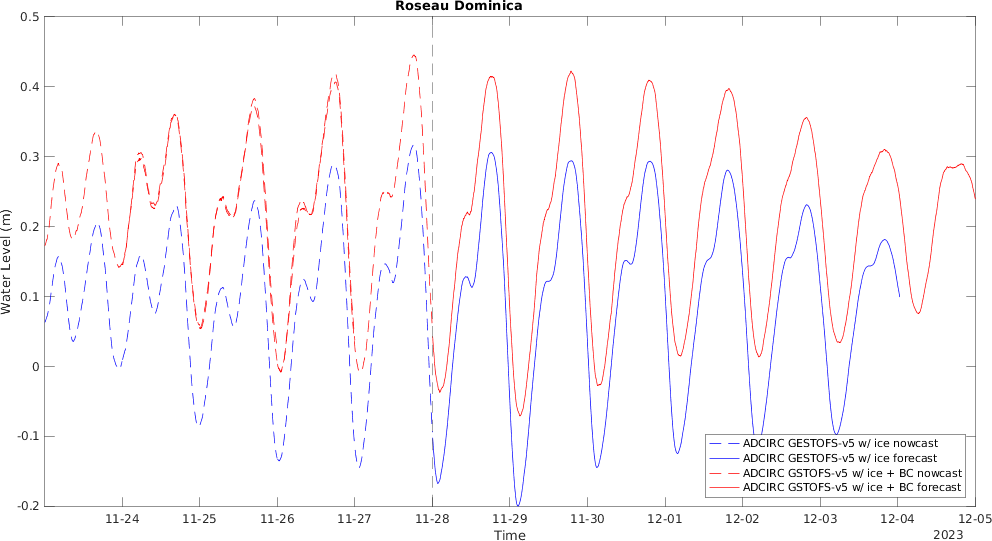 Roseau Dominica
0.5
0.4
0.3
0.2
0.1
0
-0.1
-0.2
Water Level (m)
11-24 11-25 11-26 11-27 11-28 11-29 11-30 12-01 12-02 12-03 12-04 12-05
Time
2023
ADCIRC GESTOFS-v5 w/ ice nowcast
ADCIRC GESTOFS-v5 w/ ice forecast
ADCIRC GSTOFS-v5 w/ ice + BC nowcast
ADCIRC GSTOFS-v5 w/ ice + BC forecast